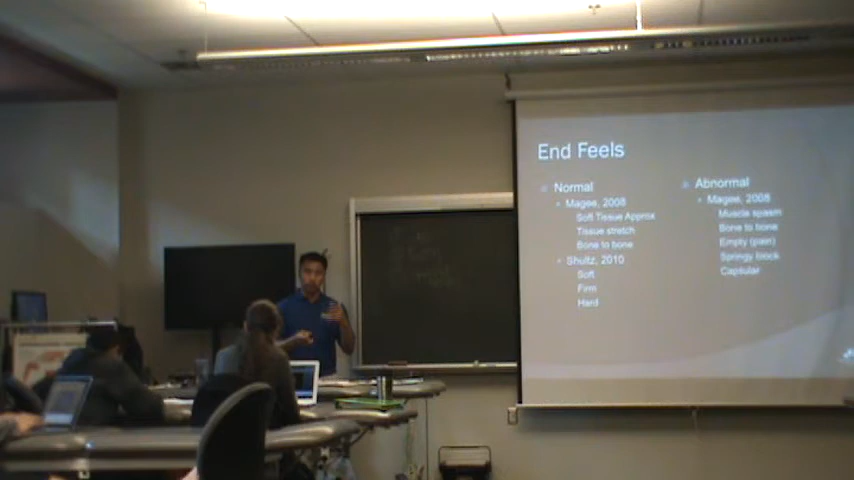 End Feels
Normal
Magee, 2008
Soft Tissue Approx
Tissue stretch
Bone to bone
Shultz, 2010
Soft
Firm
Hard
Abnormal
Magee, 2008
Muscle spasm
Bone to bone
Empty (pain)
Springy block
Capsular